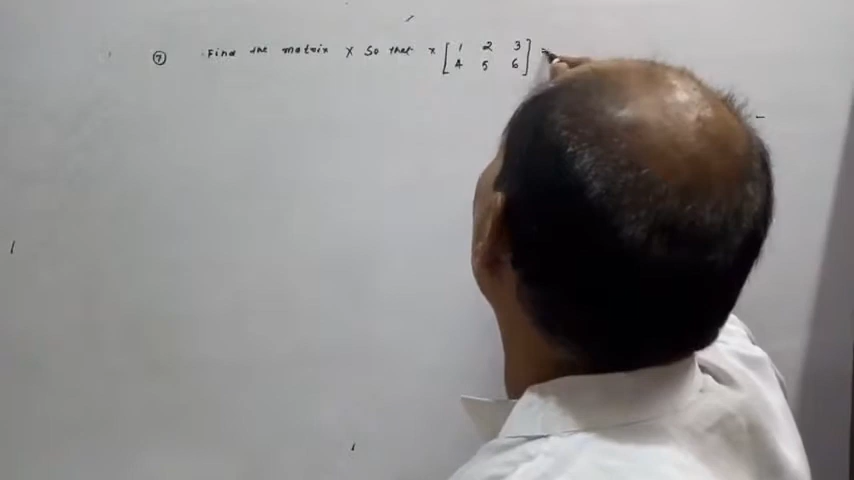 ⑦ Find the matrix X So that X [ 1 2 3 ] =
[ 4 5 6 ]